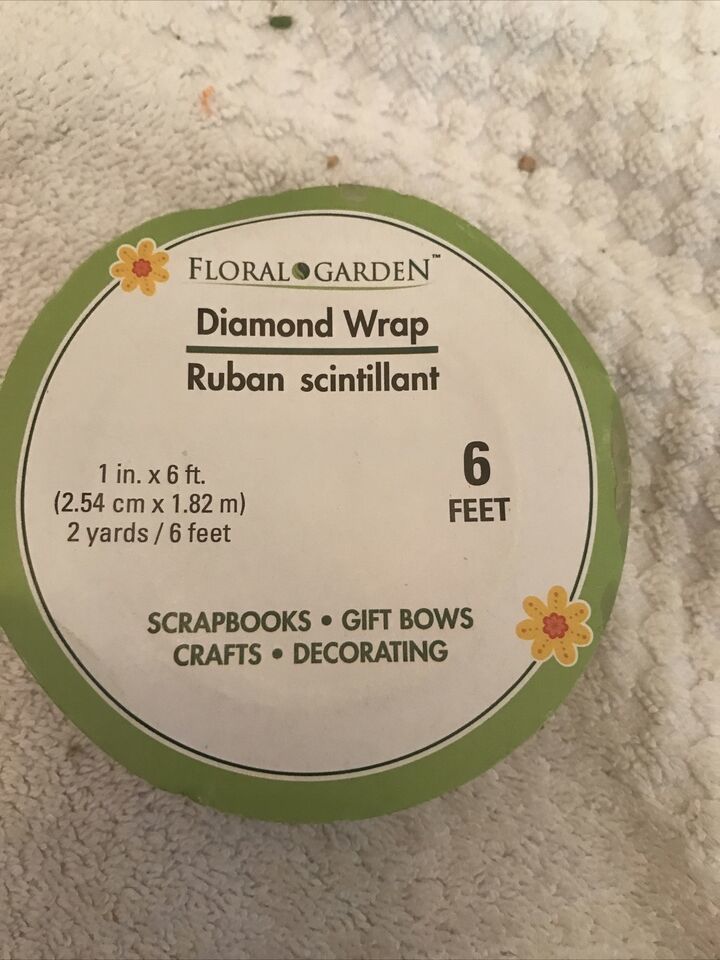 FLORAL GARDEN™
Diamond Wrap
Ruban scintillant
1 in. x 6 ft.
(2.54 cm x 1.82 m)
2 yards / 6 feet
6
FEET
SCRAPBOOKS • GIFT BOWS
CRAFTS • DECORATING